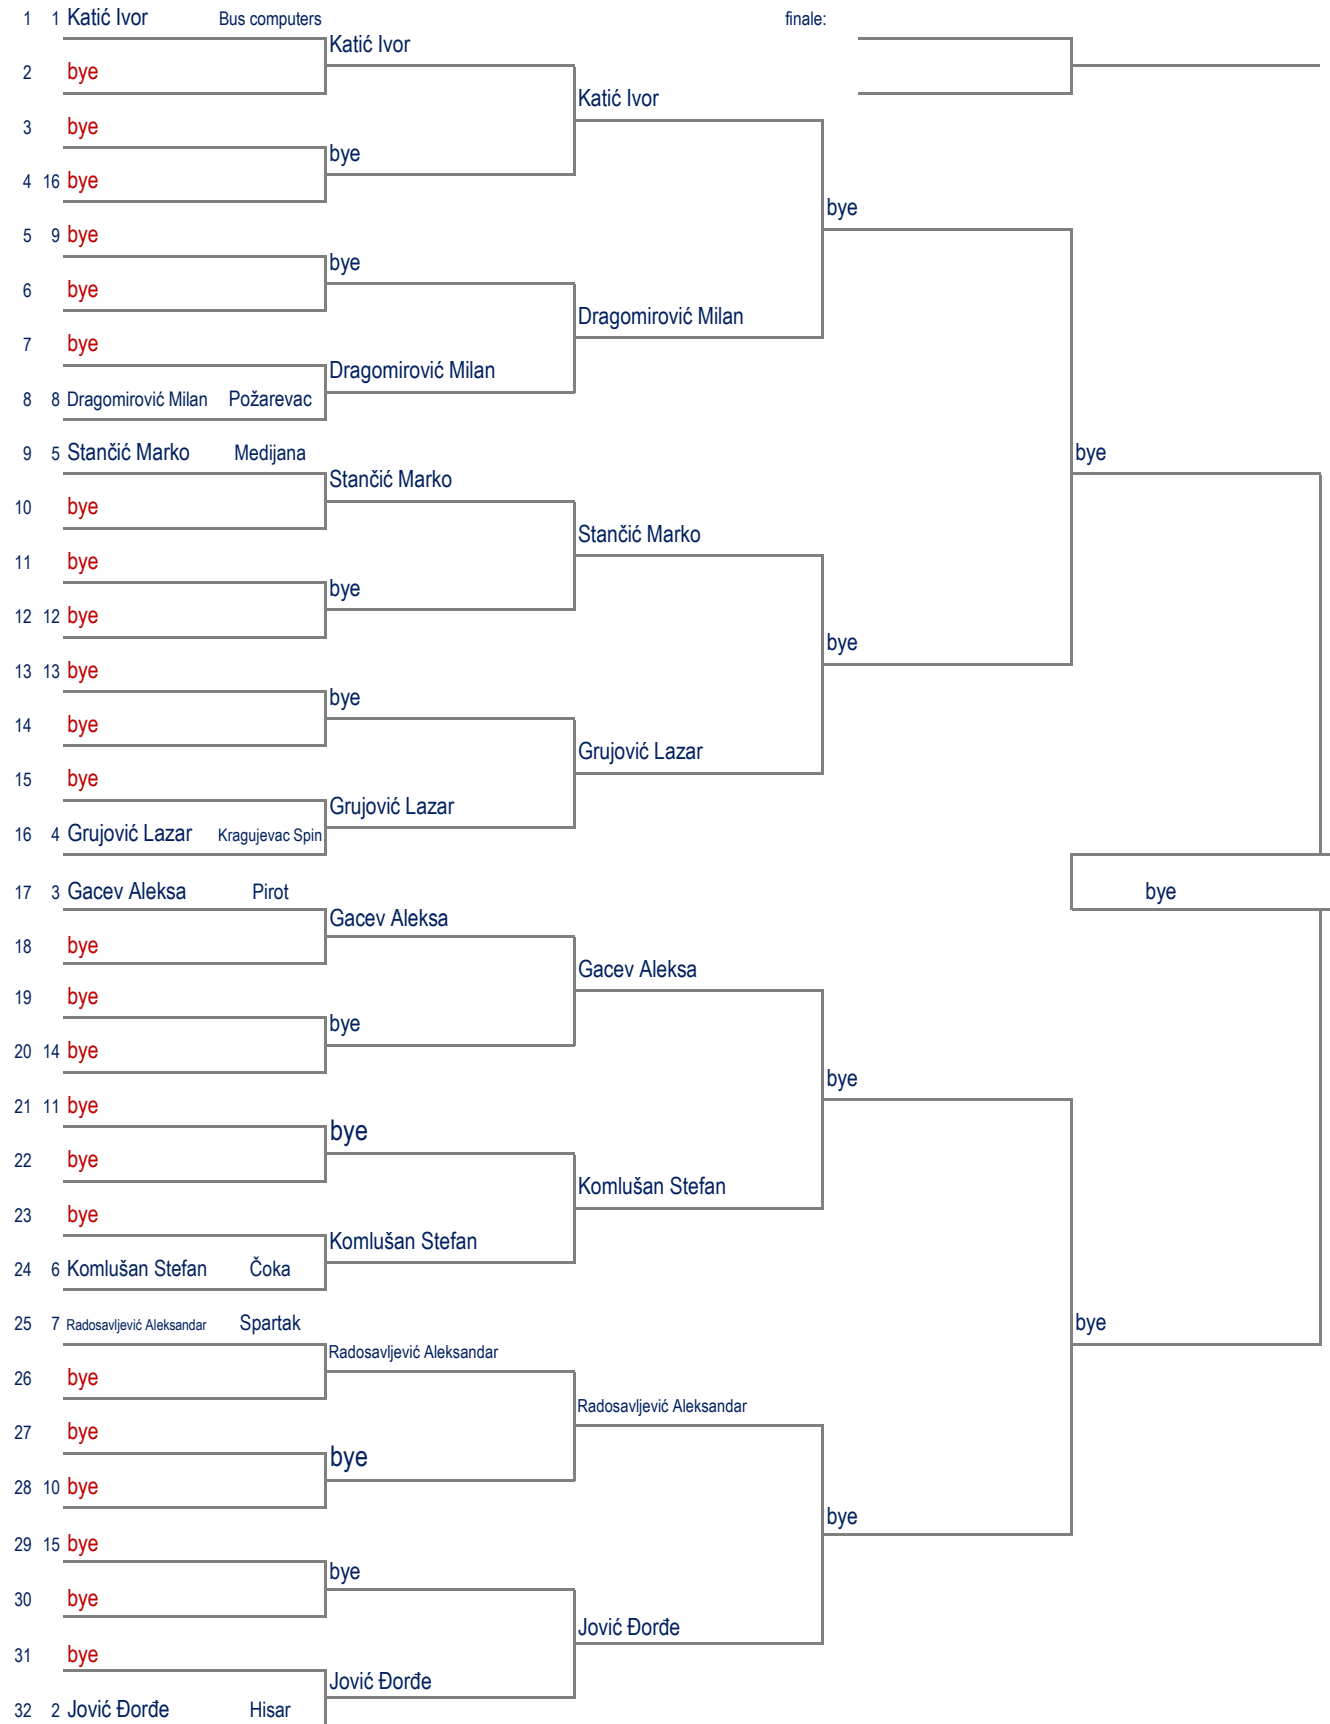 1 1 Katić Ivor Bus computers finale:
Katić Ivor
2 bye
Katić Ivor
3 bye
bye
4 16 bye
bye
5 9 bye
bye
6 bye
Dragomirović Milan
7 bye
Dragomirović Milan
8 8 Dragomirović Milan Požarevac
9 5 Stančić Marko Medijana bye
Stančić Marko
10 bye
Stančić Marko
11 bye
bye
12 12 bye
bye
13 13 bye
bye
14 bye
Grujović Lazar
15 bye
Grujović Lazar
16 4 Grujović Lazar Kragujevac Spin
17 3 Gacev Aleksa Pirot bye
Gacev Aleksa
18 bye
Gacev Aleksa
19 bye
bye
20 14 bye
bye
21 11 bye
bye
22 bye
Komlušan Stefan
23 bye
Komlušan Stefan
24 6 Komlušan Stefan Čoka
25 7 Radosavljević Aleksandar Spartak bye
Radosavljević Aleksandar
26 bye
Radosavljević Aleksandar
27 bye
bye
28 10 bye
bye
29 15 bye
bye
30 bye
Jović Đorđe
31 bye
Jović Đorđe
32 2 Jović Đorđe Hisar